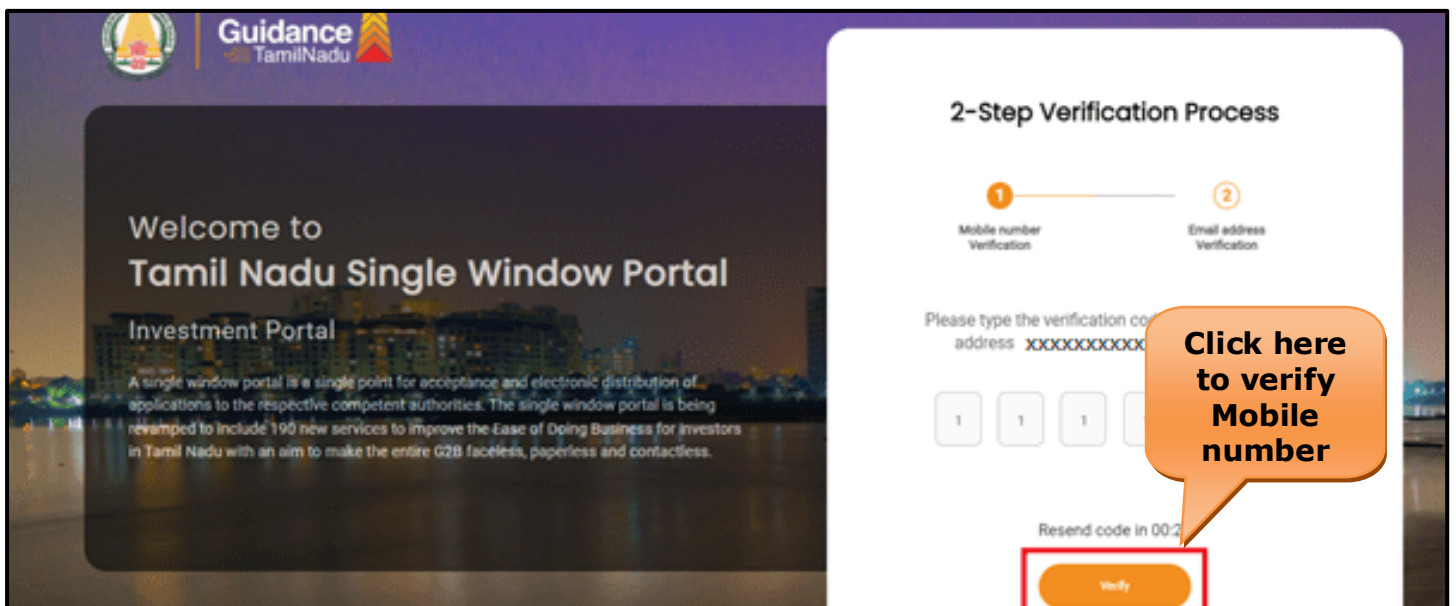 Guidance
TamilNadu
Welcome to
Tamil Nadu Single Window Portal
Investment Portal
A single window portal is a single point for acceptance and electronic distribution of
applications to the respective competent authorities. The single window portal is being
revamped to include 190 new services to improve the Ease of Doing Business for investors
in Tamil Nadu with an aim to make the entire G2B faceless, paperless and contactless.
2-Step Verification Process
1
2
Mobile number
Verification
Email address
Verification
Please type the verification
address xxxxxxxxxxx
1 1 1
Click here
to verify
Mobile
number
Resend code in 00:2
Verify